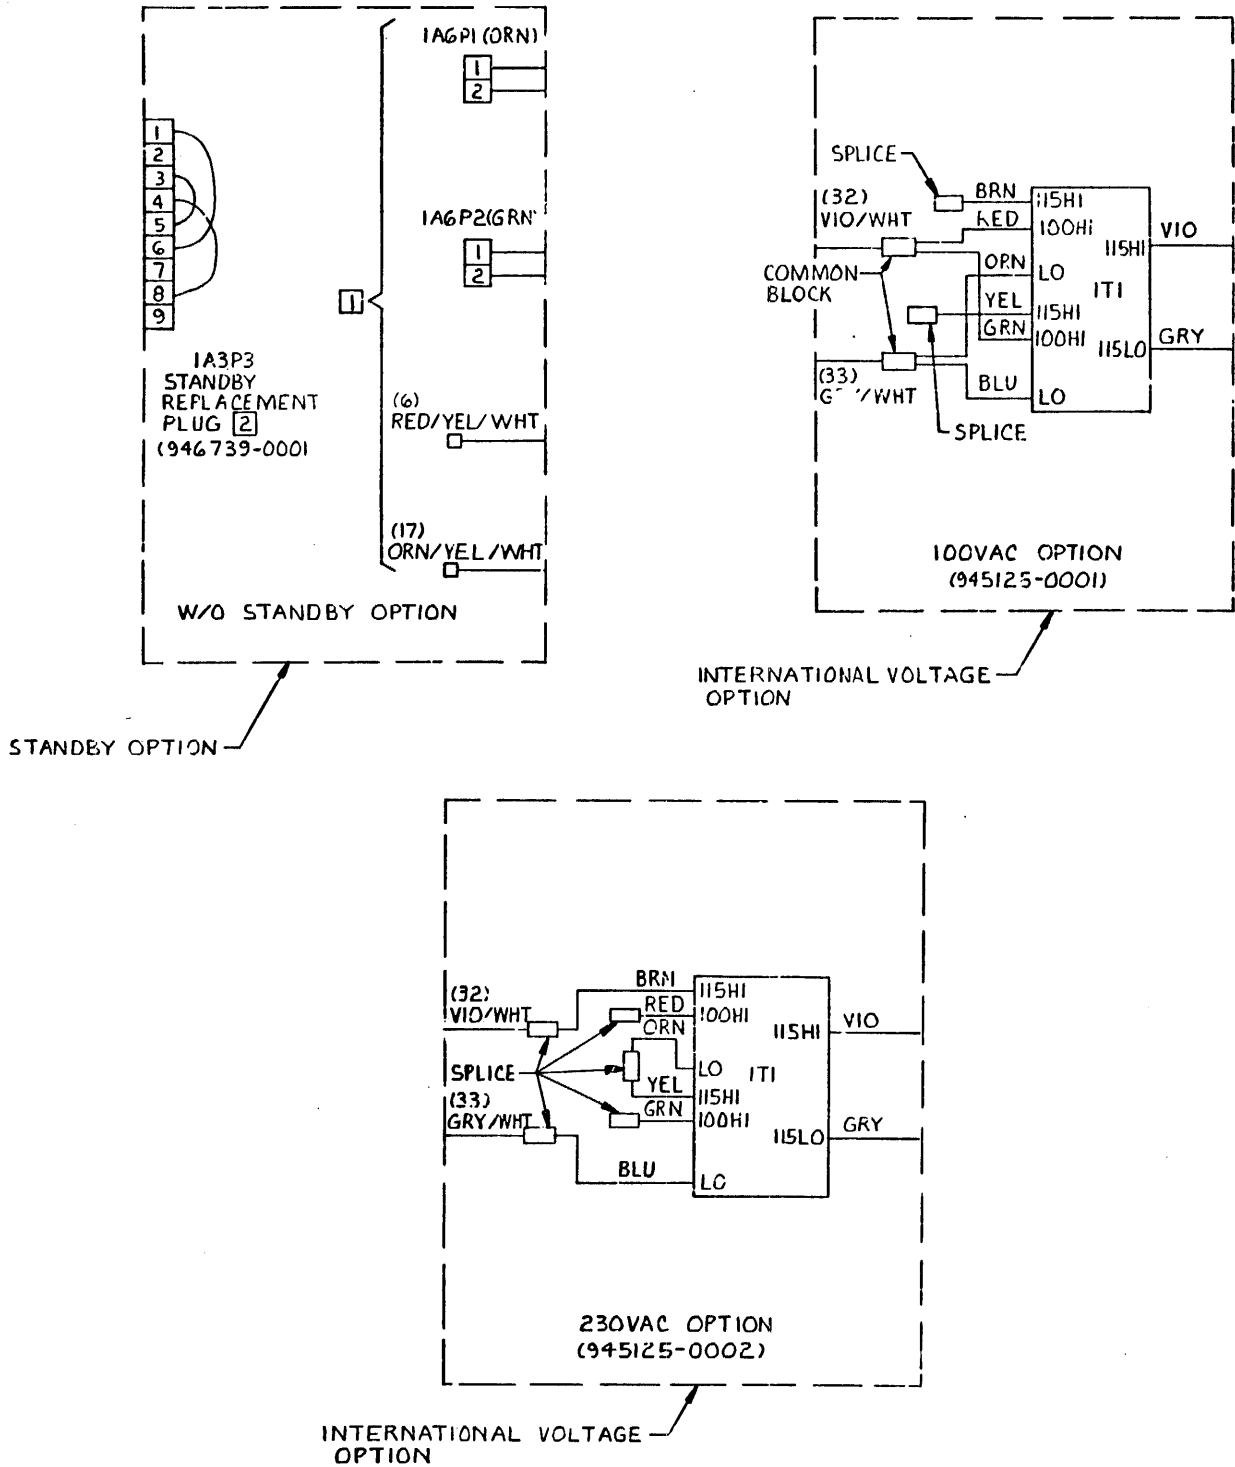 1A6P1 (ORN)
1
2
1
2
3
4
5
6
7
8
9
1A6P2(GRN
1
2
1
1A3P3
STANDBY
REPLACEMENT
PLUG 2
(946739-0001
(6)
RED/YEL/WHT
(17)
ORN/YEL/WHT
W/O STANDBY OPTION
STANDBY OPTION
SPLICE
(32)
VIO/WHT
BRN
RED
ORN
YEL
GRN
BLU
COMMON
BLOCK
(33)
/WHT
SPLICE
115HI
100HI
LO
115HI
100HI
LO
1T1
115HI
115LO
VIO
GRY
100VAC OPTION
(945125-0001)
INTERNATIONAL VOLTAGE
OPTION
(32)
VIO/WHT
SPLICE
(33)
GRY/WHT
BRN
RED
ORN
YEL
GRN
BLU
115HI
100HI
LO
115HI
100HI
LO
1T1
115HI
115LO
VIO
GRY
230VAC OPTION
(945125-0002)
INTERNATIONAL VOLTAGE
OPTION